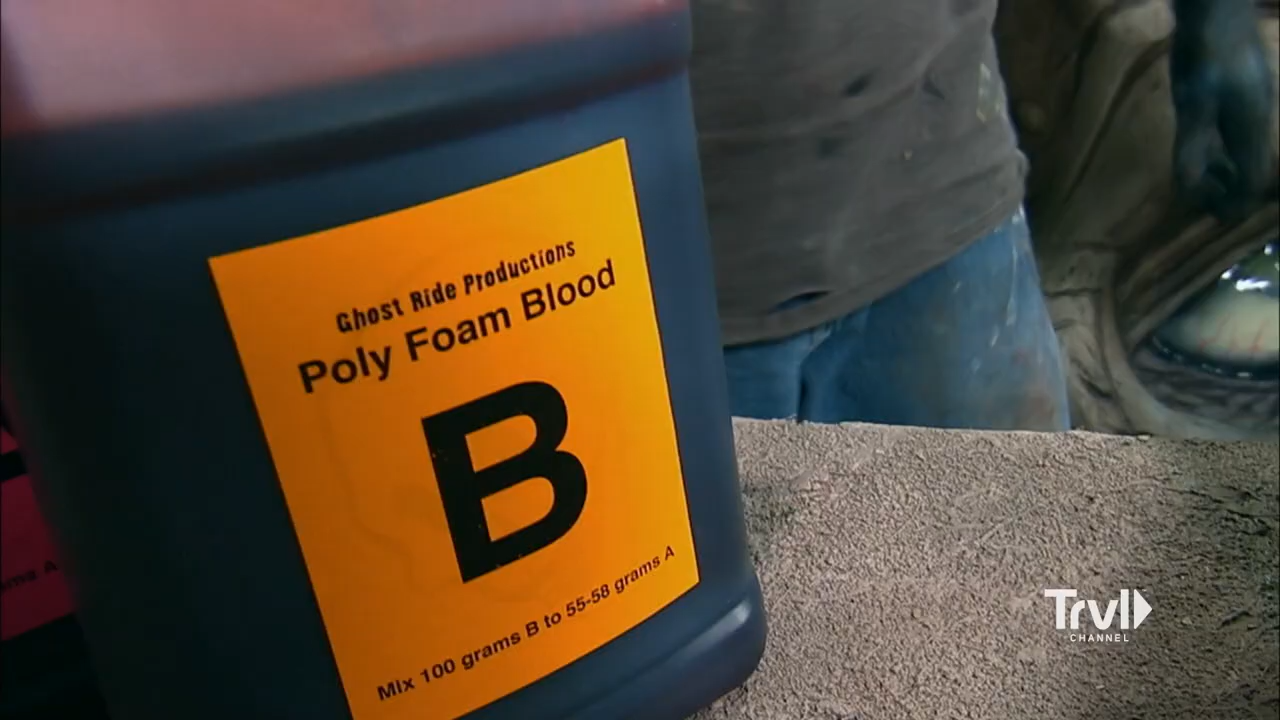 Ghost Ride Productions
Poly Foam Blood
B
Mix 100 grams B to 55-58 grams A
Trvl
CHANNEL